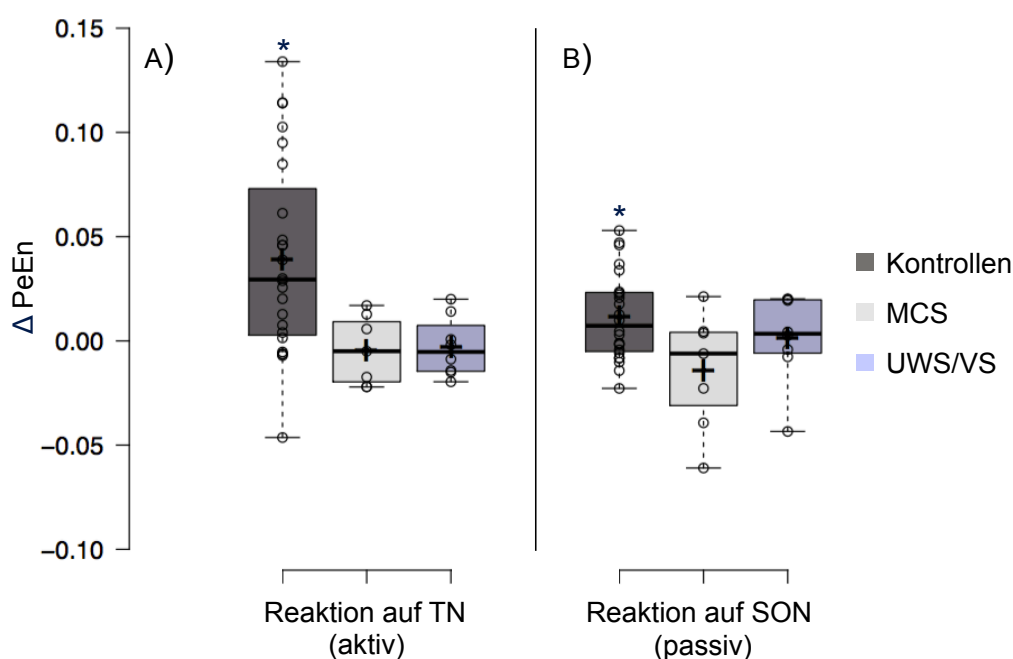 0.15
0.10
0.05
0.00
−0.05
−0.10
Δ PeEn
A)
*
B)
*
Kontrollen
MCS
UWS/VS
Reaktion auf TN
(aktiv)
Reaktion auf SON
(passiv)